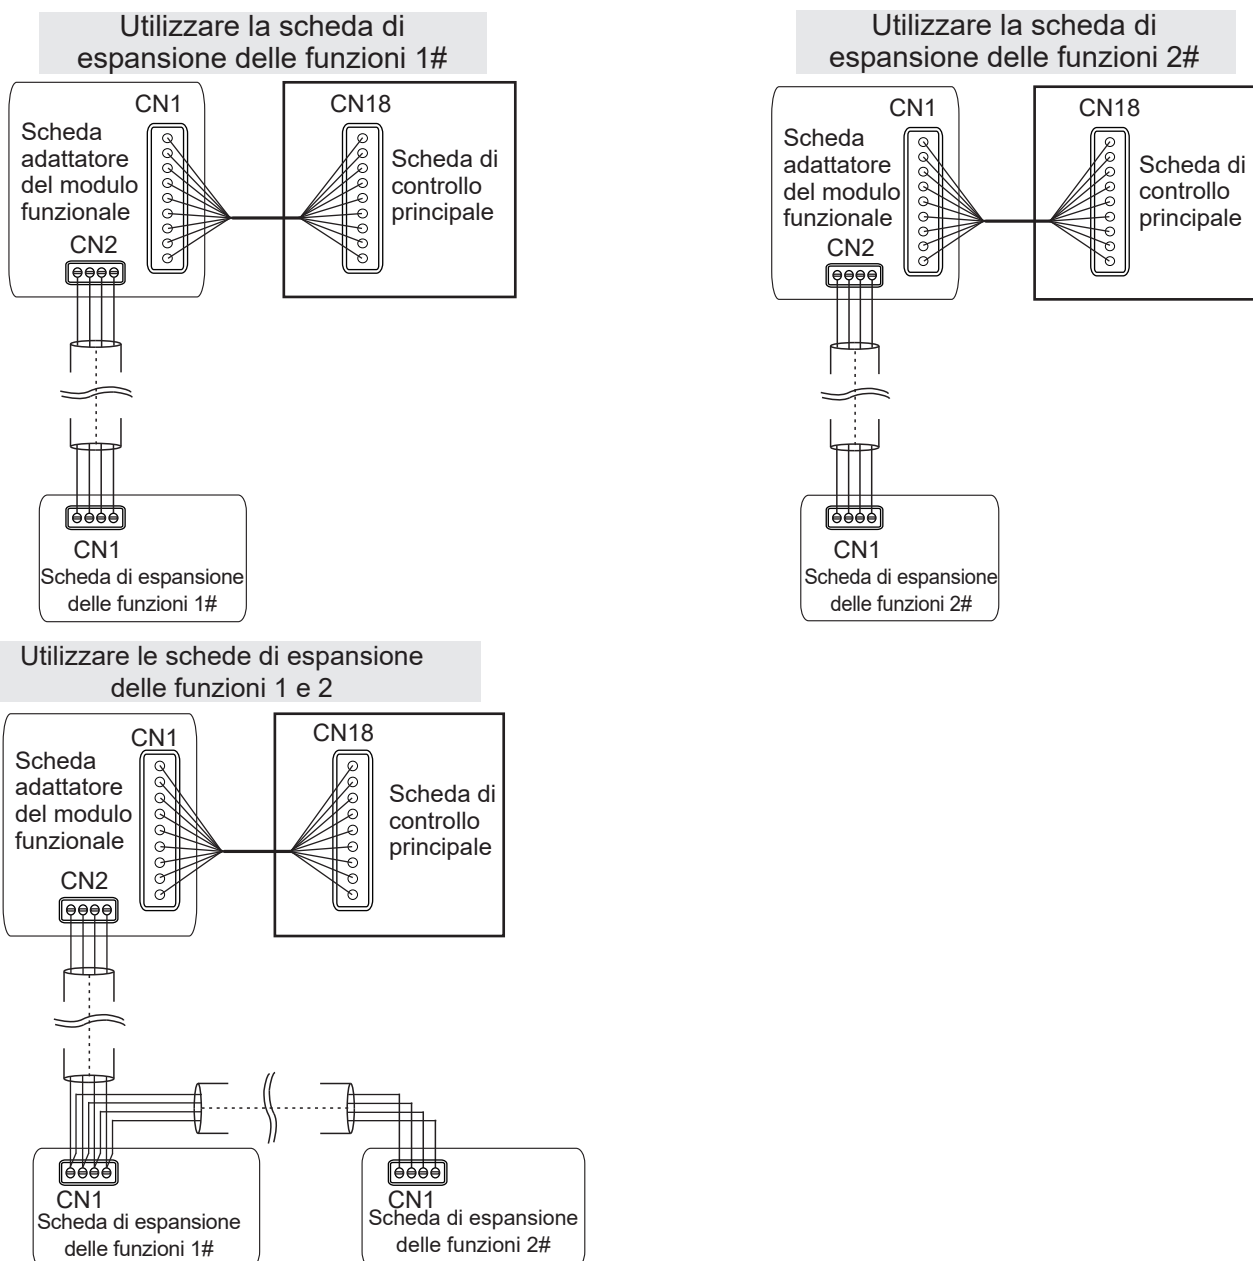 Utilizzare la scheda di
espansione delle funzioni 1#
CN1
CN18
Scheda
adattatore
del modulo
funzionale
Scheda di
controllo
principale
CN2
CN1
Scheda di espansione
delle funzioni 1#
Utilizzare la scheda di
espansione delle funzioni 2#
CN1
CN18
Scheda
adattatore
del modulo
funzionale
Scheda di
controllo
principale
CN2
CN1
Scheda di espansione
delle funzioni 2#
Utilizzare le schede di espansione
delle funzioni 1 e 2
CN1
CN18
Scheda
adattatore
del modulo
funzionale
Scheda di
controllo
principale
CN2
CN1
Scheda di espansione
delle funzioni 1#
CN1
Scheda di espansione
delle funzioni 2#